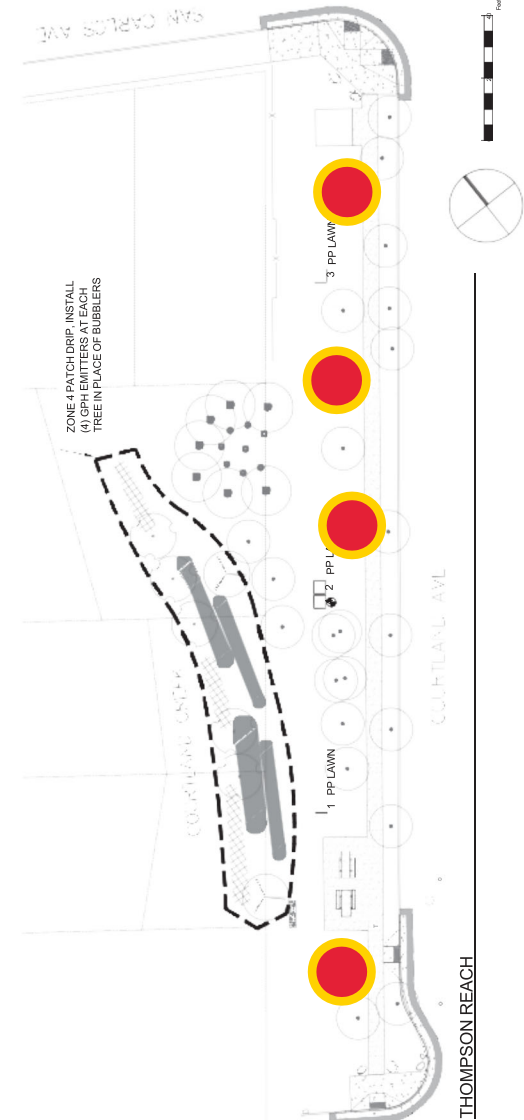 SAN CARLOS AVE
ZONE 4 PATCH DRIP, INSTALL
(4) GPH EMITTERS AT EACH
TREE IN PLACE OF BUBBLERS
3 PP LAWN
2 PP
1 PP LAWN
COURTLAND CREEK
COURTLAND AVE
THOMPSON REACH
Feet